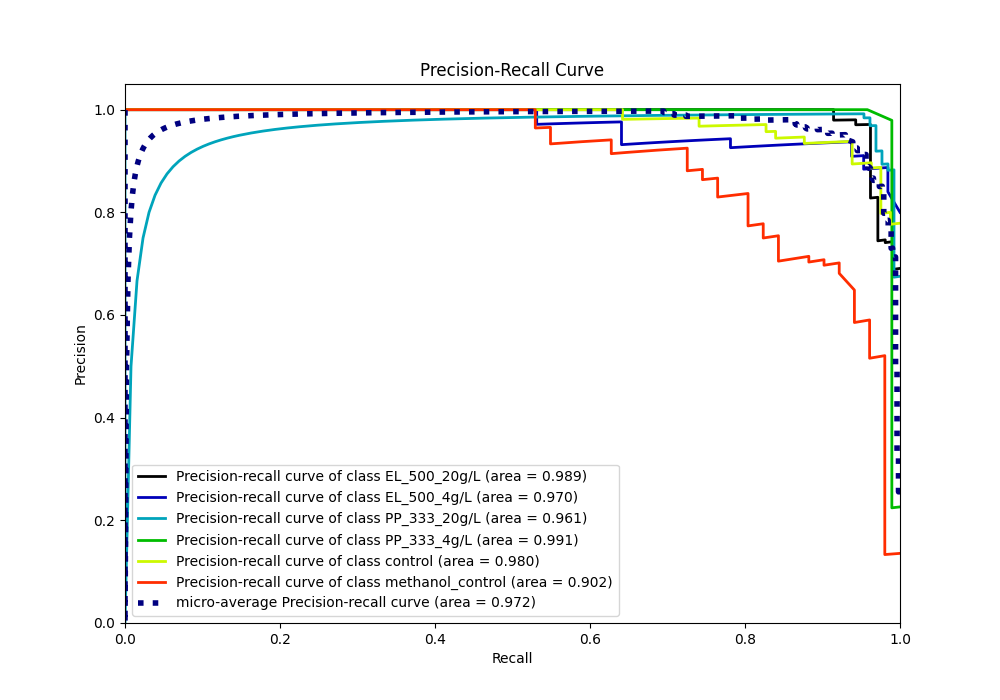 Precision-Recall Curve
1.0
0.8
0.6
0.4
0.2
0.0
Precision
Precision-recall curve of class EL_500_20g/L (area = 0.989)
Precision-recall curve of class EL_500_4g/L (area = 0.970)
Precision-recall curve of class PP_333_20g/L (area = 0.961)
Precision-recall curve of class PP_333_4g/L (area = 0.991)
Precision-recall curve of class control (area = 0.980)
Precision-recall curve of class methanol_control (area = 0.902)
micro-average Precision-recall curve (area = 0.972)
0.0 0.2 0.4 0.6 0.8 1.0
Recall